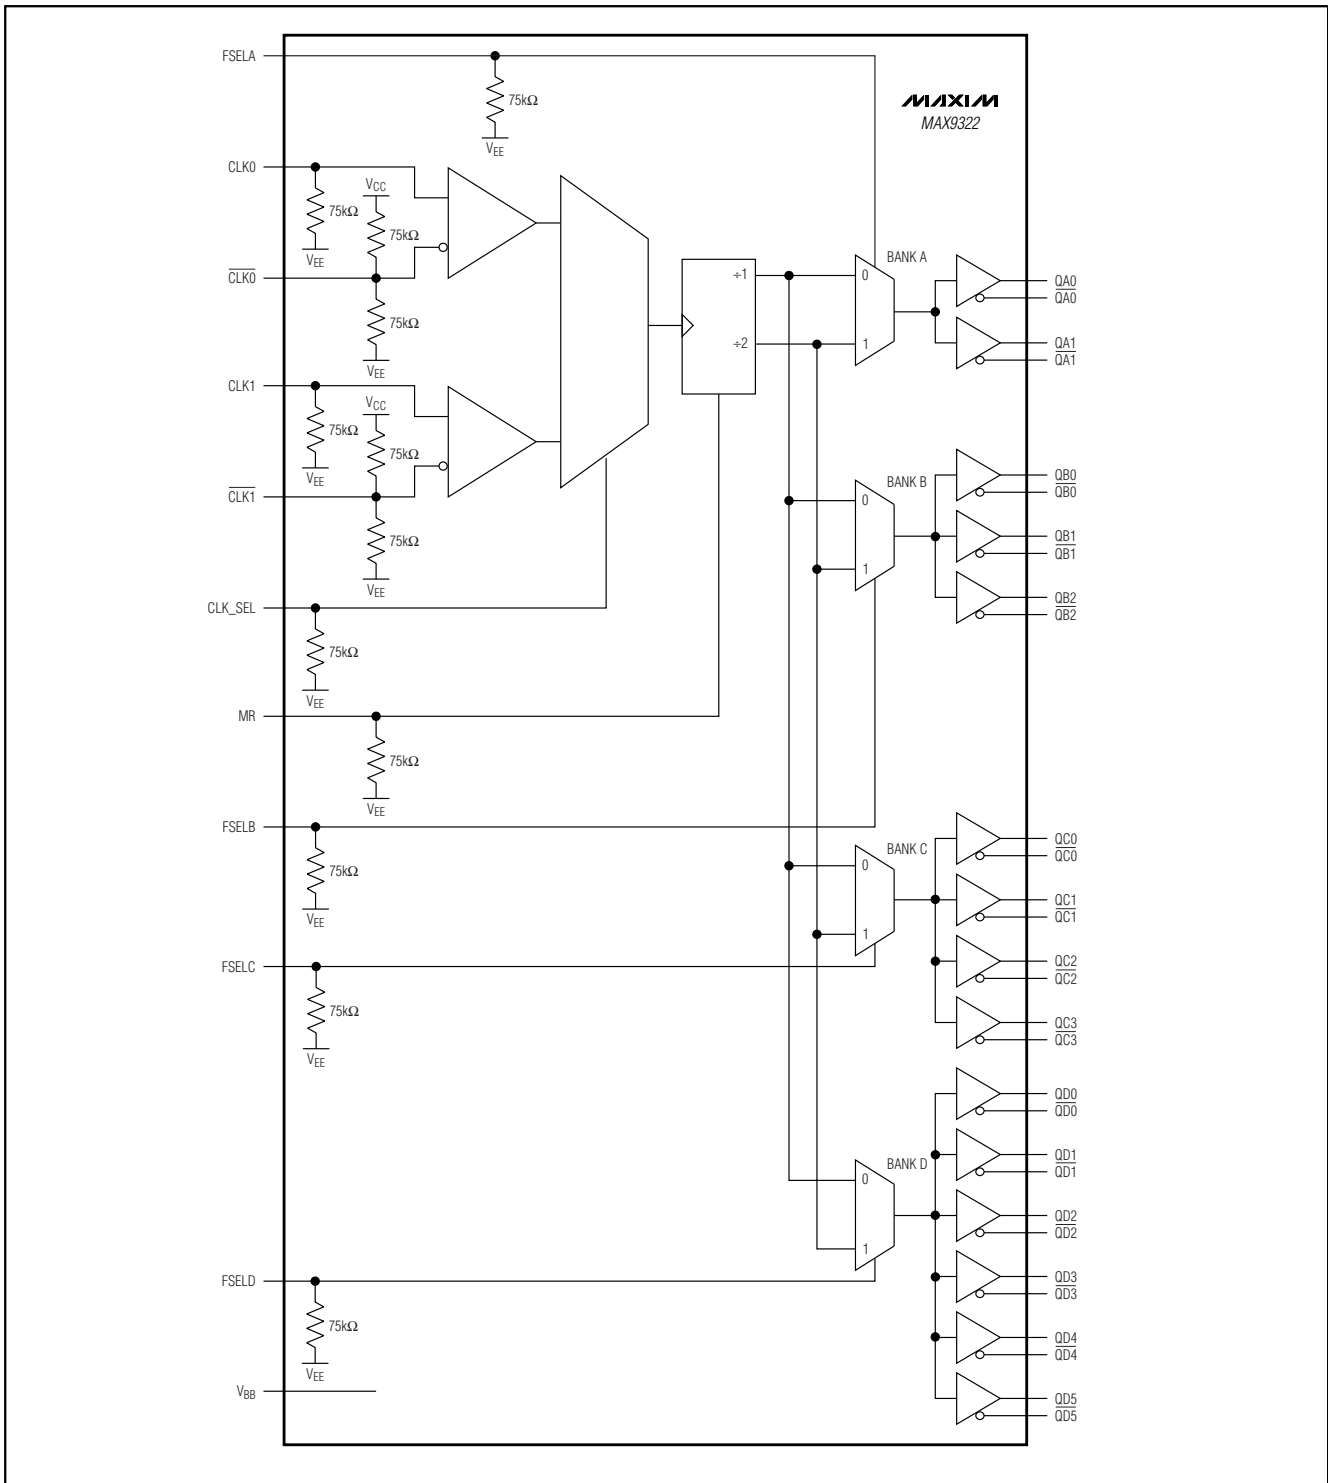 FSELA
75kΩ
VEE
MAXIM
MAX9322
CLK0
75kΩ
VEE
VCC
75kΩ
CLK0
75kΩ
VEE
CLK1
75kΩ
VEE
VCC
75kΩ
CLK1
75kΩ
VEE
CLK_SEL
75kΩ
VEE
MR
75kΩ
VEE
FSELB
75kΩ
VEE
FSELC
75kΩ
VEE
FSELD
75kΩ
VEE
VBB
÷1
÷2
BANK A
0
1
QA0
QA0
QA1
QA1
BANK B
0
1
QB0
QB0
QB1
QB1
QB2
QB2
BANK C
0
1
QC0
QC0
QC1
QC1
QC2
QC2
QC3
QC3
BANK D
0
1
QD0
QD0
QD1
QD1
QD2
QD2
QD3
QD3
QD4
QD4
QD5
QD5